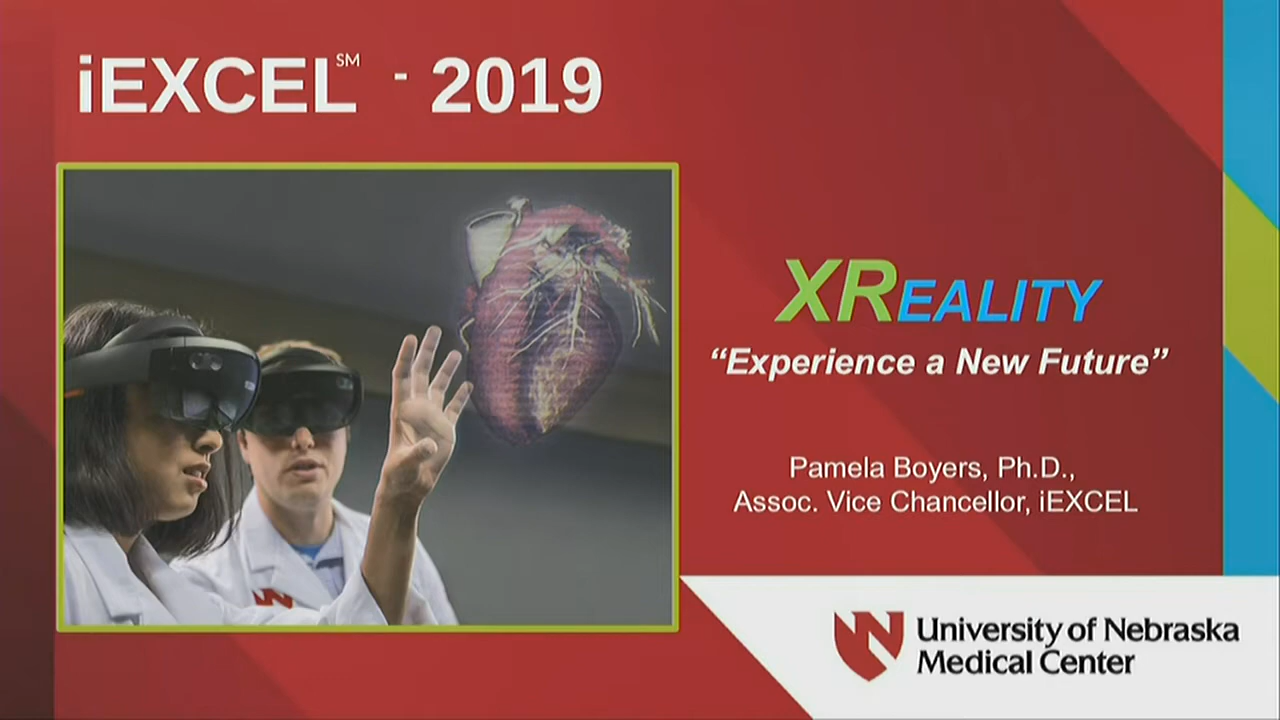 iEXCEL℠ - 2019
XREALITY
“Experience a New Future”
Pamela Boyers, Ph.D.,
Assoc. Vice Chancellor, iEXCEL
University of Nebraska
Medical Center